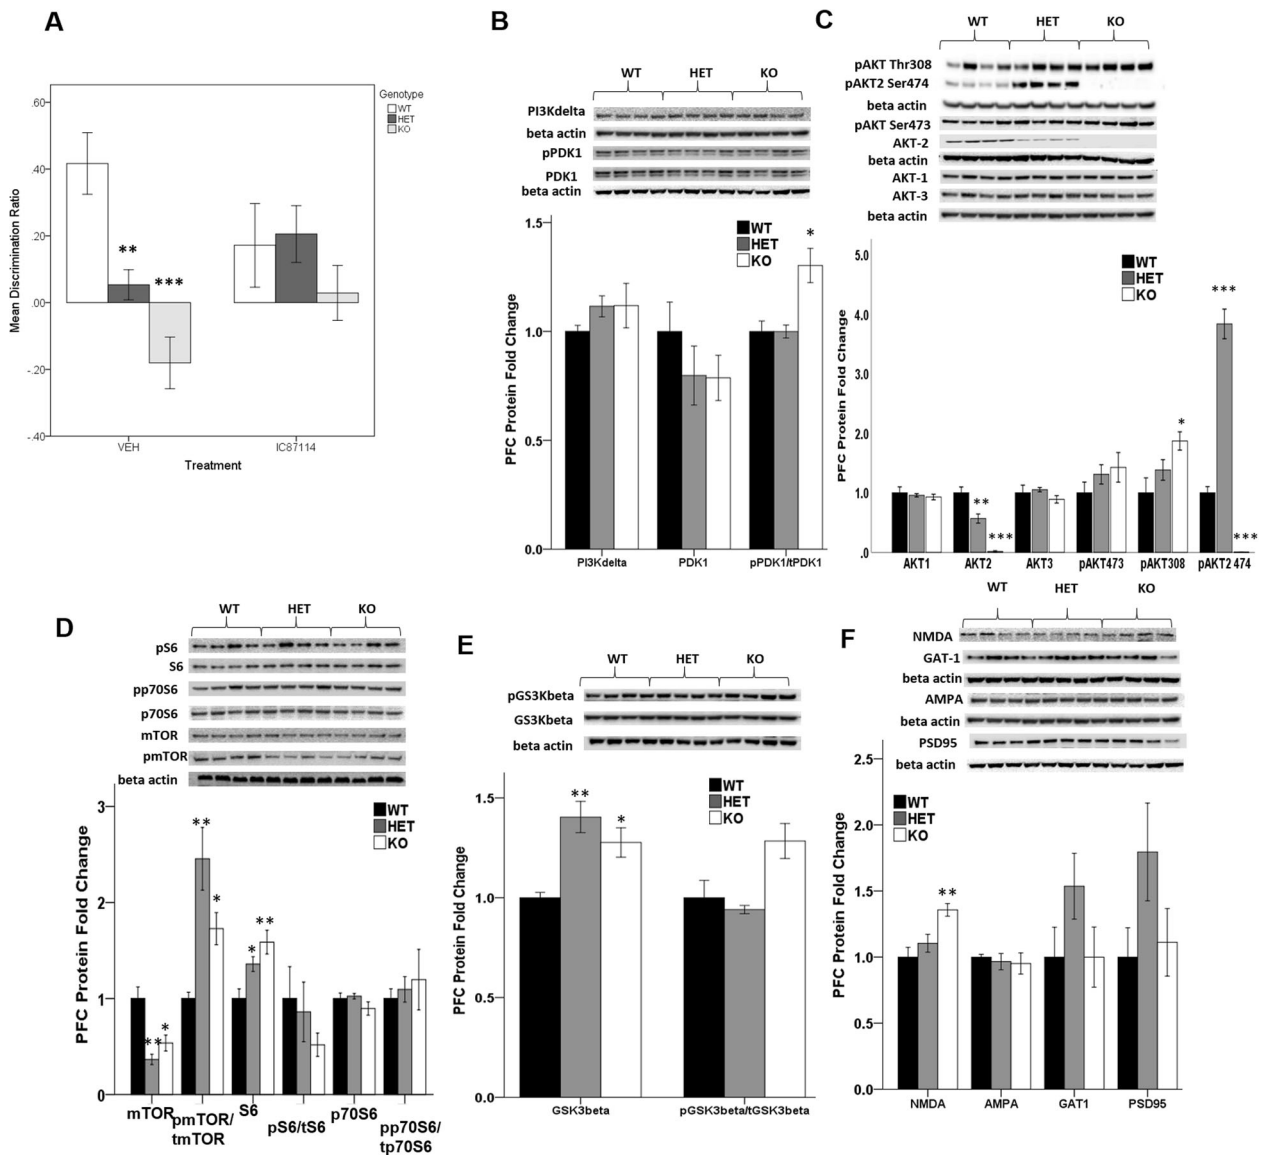 A
Genotype
WT
HET
KO
.60
.40
.20
.00
-.20
-.40
**
***
Mean Discrimination Ratio
VEH
IC87114
Treatment
B
WT
HET
KO
PI3Kdelta
beta actin
pPDK1
PDK1
beta actin
1.5
1.0
0.5
0.0
WT
HET
KO
*
PFC Protein Fold Change
PI3Kdelta
PDK1
pPDK1/tPDK1
C
WT
HET
KO
pAKT Thr308
pAKT2 Ser474
beta actin
pAKT Ser473
AKT-2
beta actin
AKT-1
AKT-3
beta actin
5.0
4.0
3.0
2.0
1.0
.0
WT
HET
KO
**
***
*
***
***
PFC Protein Fold Change
AKT1
AKT2
AKT3
pAKT473
pAKT308
pAKT2 474
D
WT
HET
KO
pS6
S6
pp70S6
p70S6
mTOR
pmTOR
beta actin
3
2
1
0
WT
HET
KO
**
*
**
*
*
**
PFC Protein Fold Change
mTOR
pmTOR/
tmTOR
S6
pS6/tS6
p70S6
pp70S6/
tp70S6
E
WT
HET
KO
pGS3Kbeta
GS3Kbeta
beta actin
1.5
1.0
0.5
0.0
WT
HET
KO
**
*
PFC Protein Fold Change
GSK3beta
pGSK3beta/tGSK3beta
F
WT
HET
KO
NMDA
GAT-1
beta actin
AMPA
beta actin
PSD95
beta actin
2.5
2.0
1.5
1.0
0.5
0.0
WT
HET
KO
**
PFC Protein Fold Change
NMDA
AMPA
GAT1
PSD95